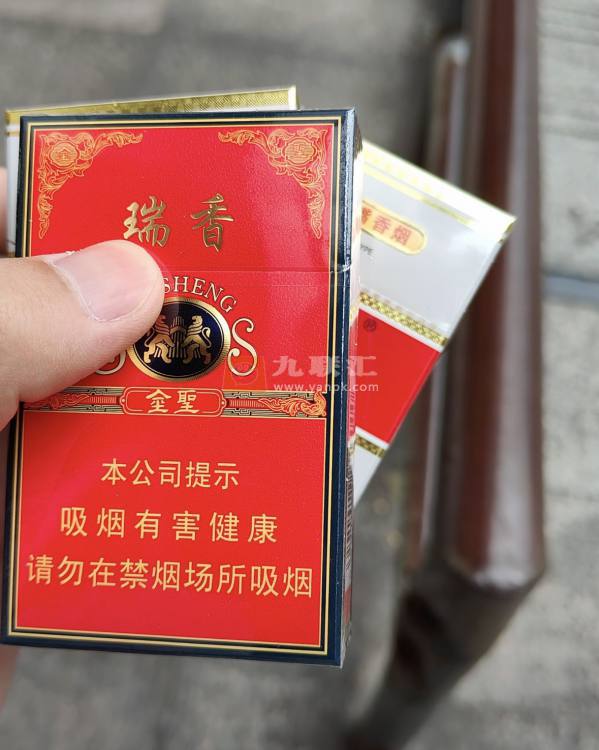 瑞香
SHENG
S
金聖
本公司提示
吸烟有害健康
请勿在禁烟场所吸烟
香烟
®
九联汇
www.yanpk.com